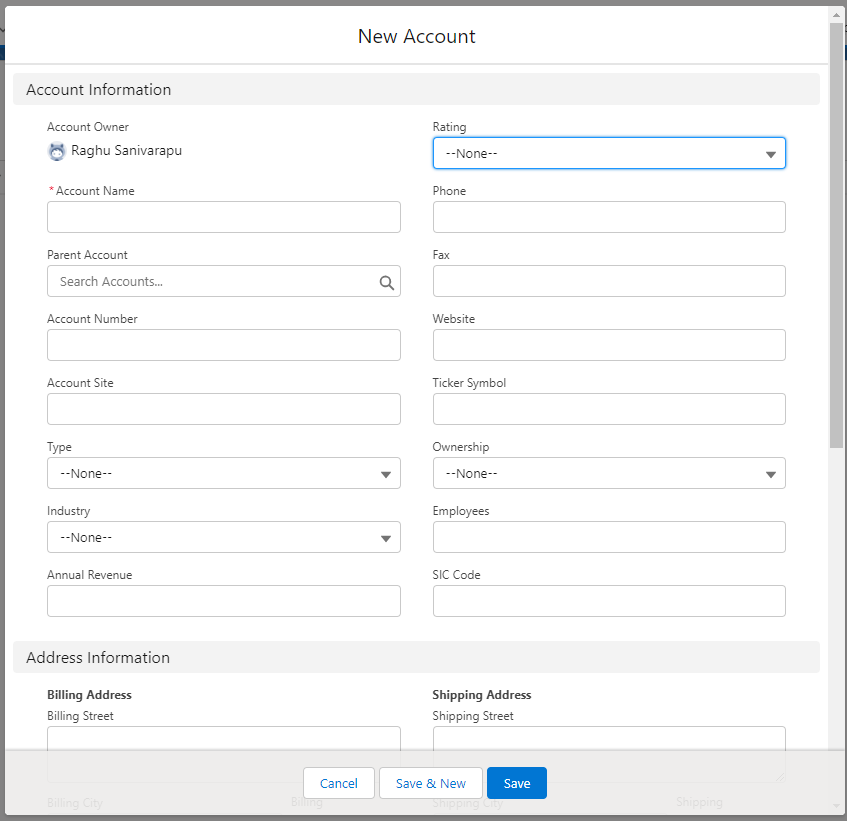 New Account
Account Information
Account Owner
Raghu Sanivarapu
Rating
--None--
*Account Name
Phone
Parent Account
Search Accounts...
Fax
Account Number
Website
Account Site
Ticker Symbol
Type
--None--
Ownership
--None--
Industry
--None--
Employees
Annual Revenue
SIC Code
Address Information
Billing Address
Shipping Address
Billing Street
Shipping Street
Cancel
Save & New
Save
Billing City
Billing
Shipping City
Shipping